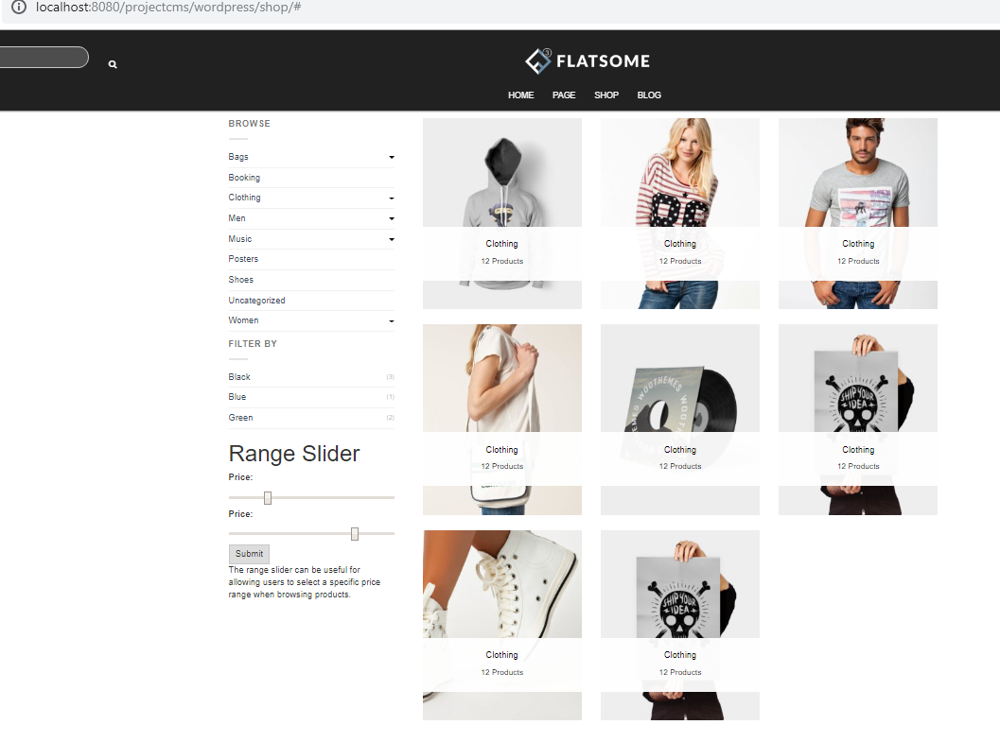 localhost:8080/projectcms/wordpress/shop/#
3
FLATSOME
HOME PAGE SHOP BLOG
BROWSE
Bags
Booking
Clothing
Men
Music
Posters
Shoes
Uncategorized
Women
FILTER BY
Black (3)
Blue (1)
Green (2)
Range Slider
Price:
Price:
Submit
The range slider can be useful for
allowing users to select a specific price
range when browsing products.
Clothing
12 Products
Clothing
12 Products
Clothing
12 Products
Clothing
12 Products
WOOTHEMES WOOT
THEMES
Clothing
12 Products
SHIP YOUR
IDEA
Clothing
12 Products
Clothing
12 Products
SHIP YOUR
IDEA
Clothing
12 Products